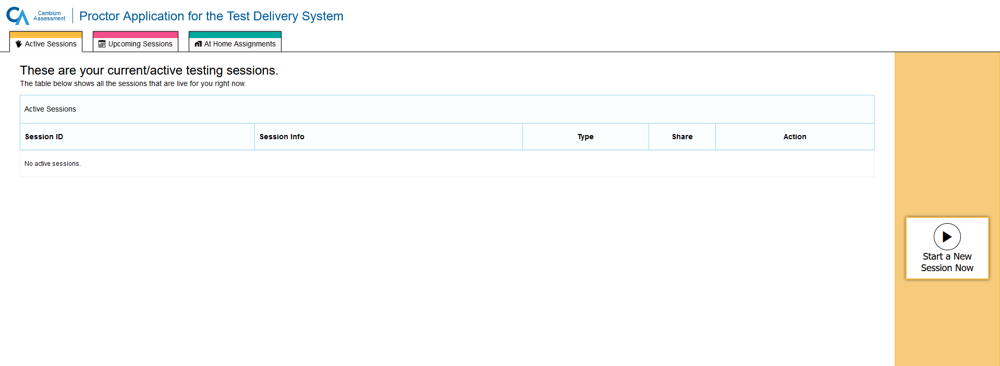 Cambium
Assessment
Proctor Application for the Test Delivery System
Active Sessions
Upcoming Sessions
At Home Assignments
These are your current/active testing sessions.
The table below shows all the sessions that are live for you right now.
Active Sessions
Session ID
Session Info
Type
Share
Action
No active sessions.
Start a New
Session Now